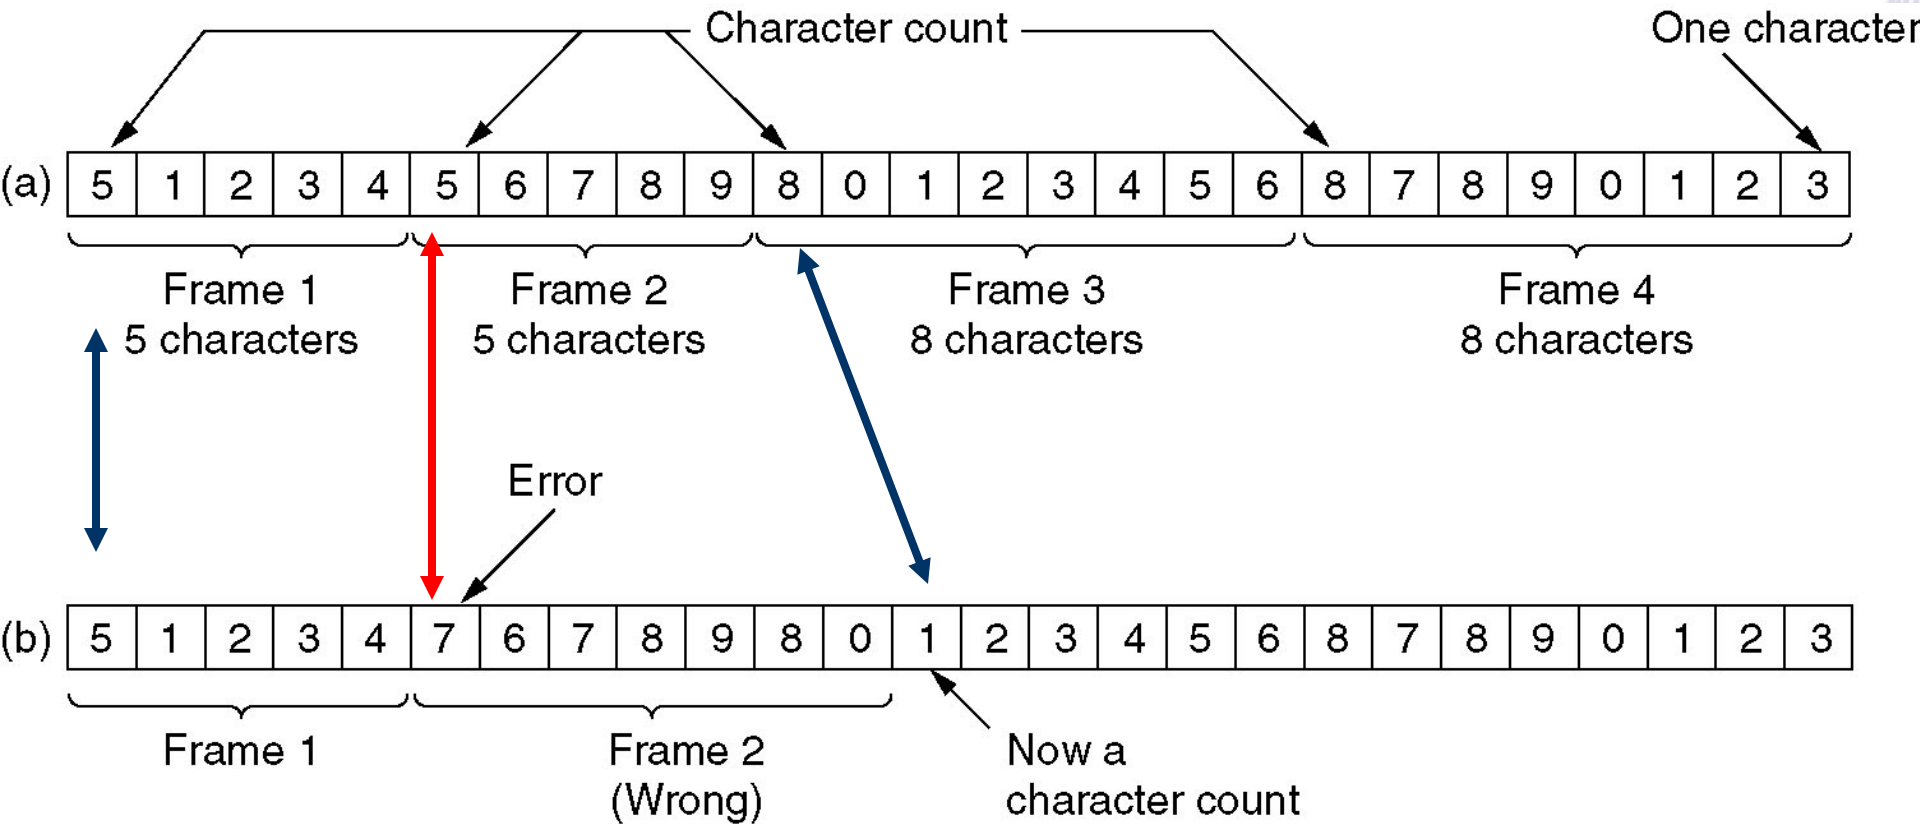 Character count
One character
(a) 5 1 2 3 4 5 6 7 8 9 8 0 1 2 3 4 5 6 8 7 8 9 0 1 2 3
Frame 1 Frame 2 Frame 3 Frame 4
5 characters 5 characters 8 characters 8 characters
Error
(b) 5 1 2 3 4 7 6 7 8 9 8 0 1 2 3 4 5 6 8 7 8 9 0 1 2 3
Frame 1 Frame 2 Now a
(Wrong) character count